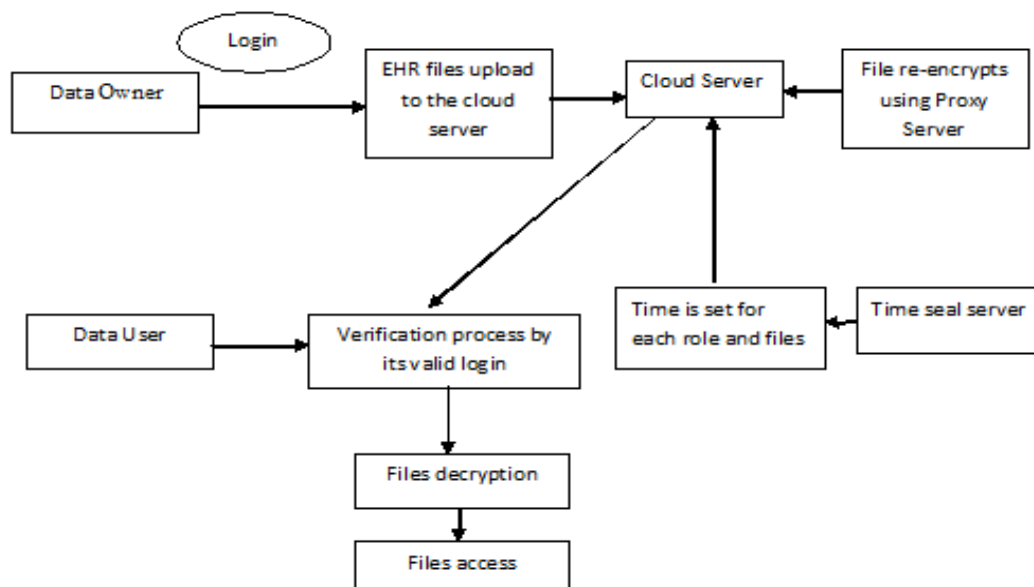 Login
Data Owner
EHR files upload
to the cloud
server
Cloud Server
File re-encrypts
using Proxy
Server
Data User
Verification process by
its valid login
Time is set for
each role and files
Time seal server
Files decryption
Files access